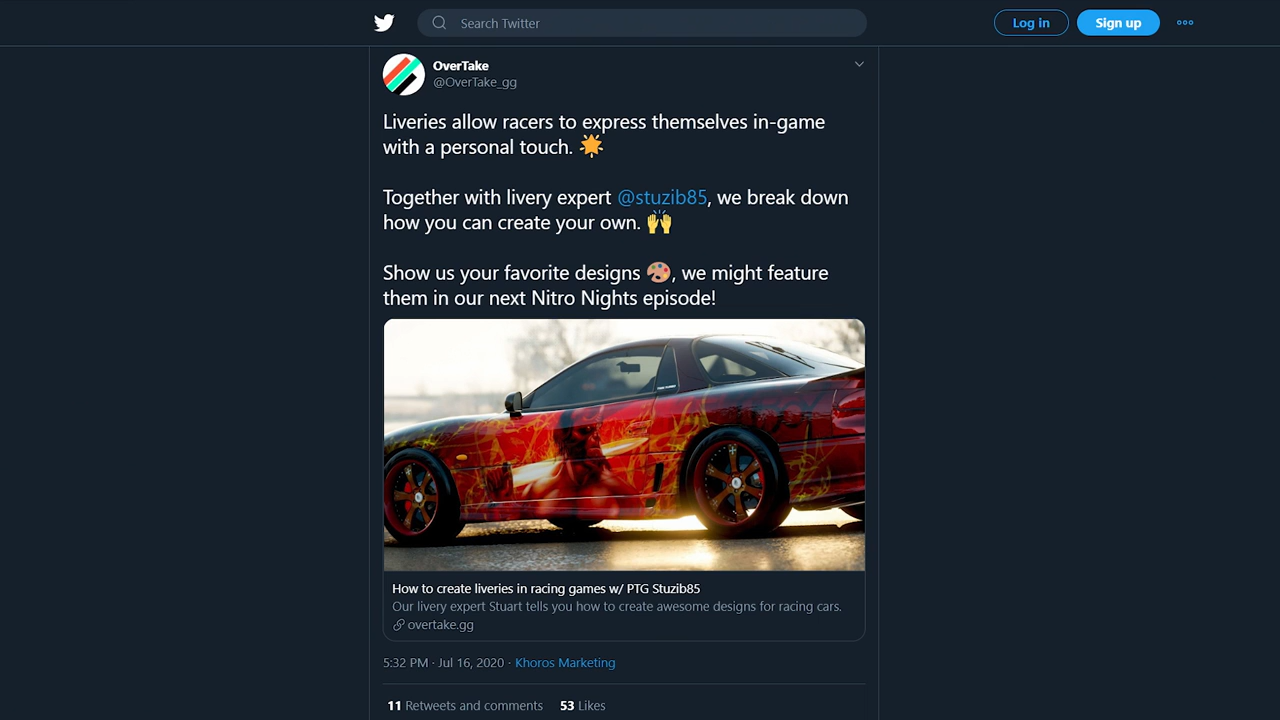 Search Twitter
Log in
Sign up
OverTake
@OverTake_gg
Liveries allow racers to express themselves in-game
with a personal touch. 🌟
Together with livery expert @stuzib85, we break down
how you can create your own. 🙌
Show us your favorite designs 🎨, we might feature
them in our next Nitro Nights episode!
How to create liveries in racing games w/ PTG Stuzib85
Our livery expert Stuart tells you how to create awesome designs for racing cars.
overtake.gg
5:32 PM · Jul 16, 2020 · Khoros Marketing
11 Retweets and comments 53 Likes